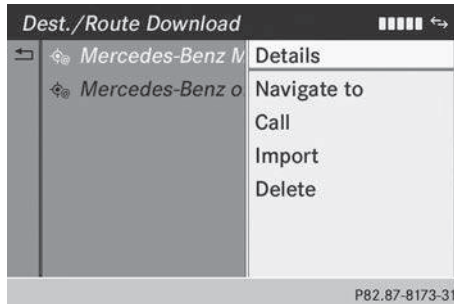 Dest./Route Download
Mercedes-Benz M
Details
Mercedes-Benz o
Navigate to
Call
Import
Delete
P82.87-8173-31